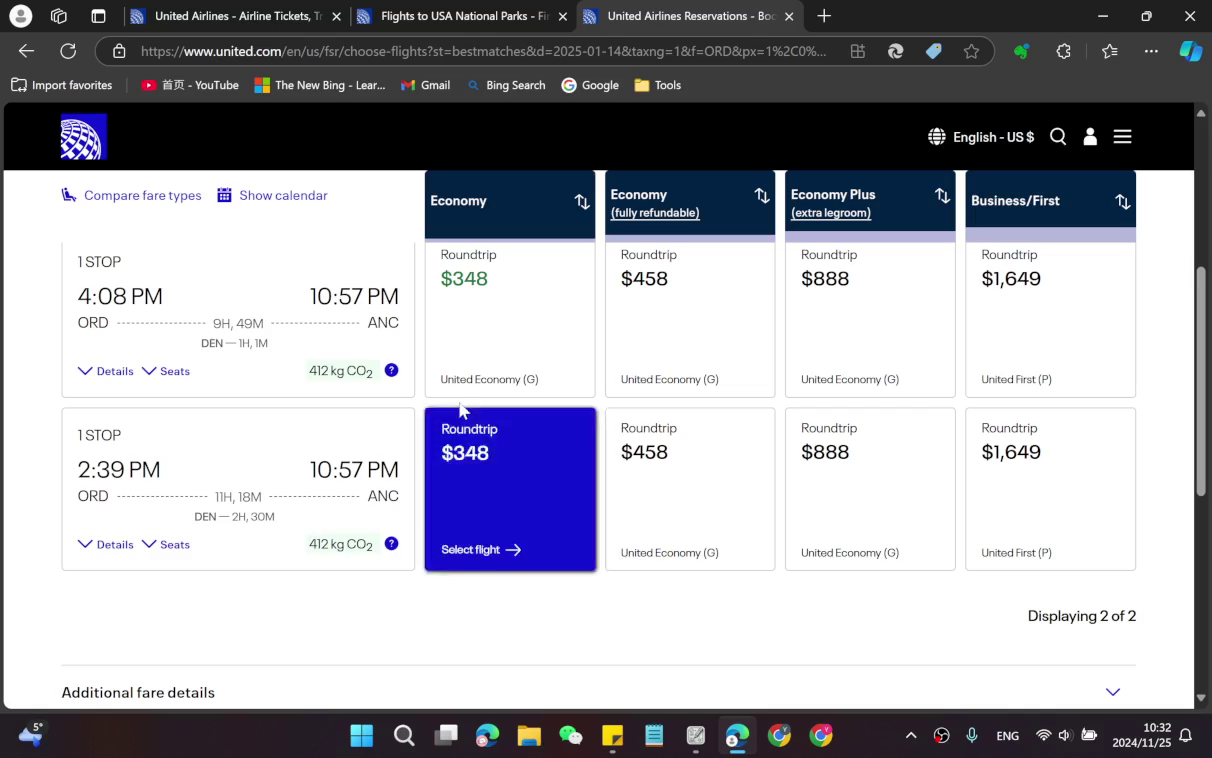 United Airlines - Airline Tickets, Tr
Flights to USA National Parks - Fir
United Airlines Reservations - Boo
https://www.united.com/en/us/fsr/choose-flights?st=bestmatches&d=2025-01-14&taxng=1&f=ORD&px=1%2C0%...
Import favorites
首页 - YouTube
The New Bing - Lear...
Gmail
Bing Search
Google
Tools
English - US $
Compare fare types
Show calendar
Economy
Economy
(fully refundable)
Economy Plus
(extra legroom)
Business/First
1 STOP
4:08 PM
10:57 PM
ORD
9H, 49M
ANC
DEN — 1H, 1M
Details
Seats
412 kg CO2
?
Roundtrip
$348
United Economy (G)
Roundtrip
$458
United Economy (G)
Roundtrip
$888
United Economy (G)
Roundtrip
$1,649
United First (P)
1 STOP
2:39 PM
10:57 PM
ORD
11H, 18M
ANC
DEN — 2H, 30M
Details
Seats
412 kg CO2
?
Roundtrip
$348
Select flight
Roundtrip
$458
United Economy (G)
Roundtrip
$888
United Economy (G)
Roundtrip
$1,649
United First (P)
Displaying 2 of 2
Additional fare details
5°
ENG
10:32
2024/11/25